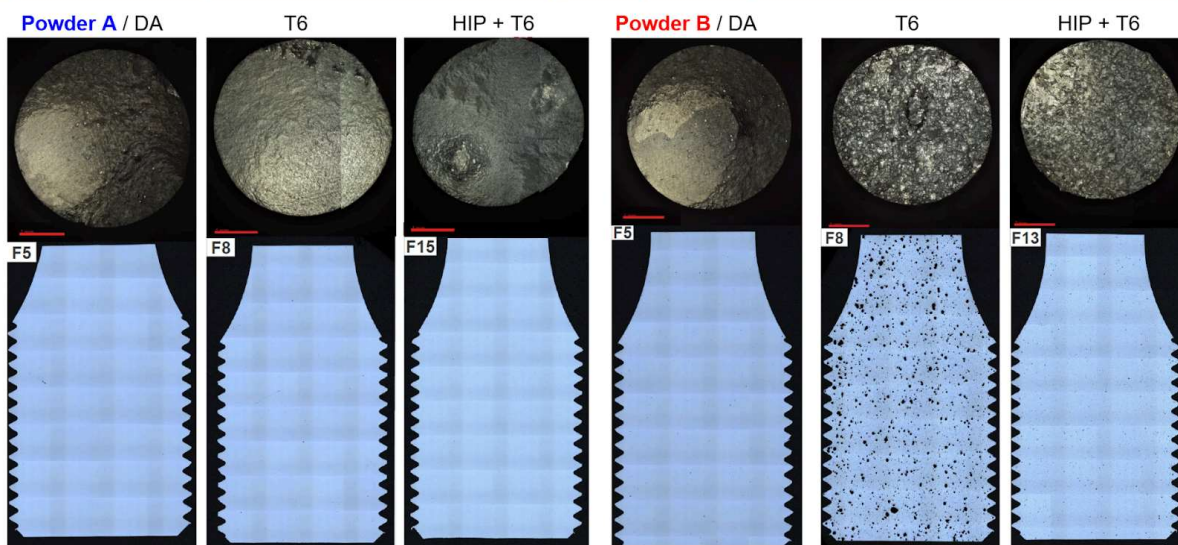 Powder A / DA
T6
HIP + T6
Powder B / DA
T6
HIP + T6
F5
F8
F15
F5
F8
F13